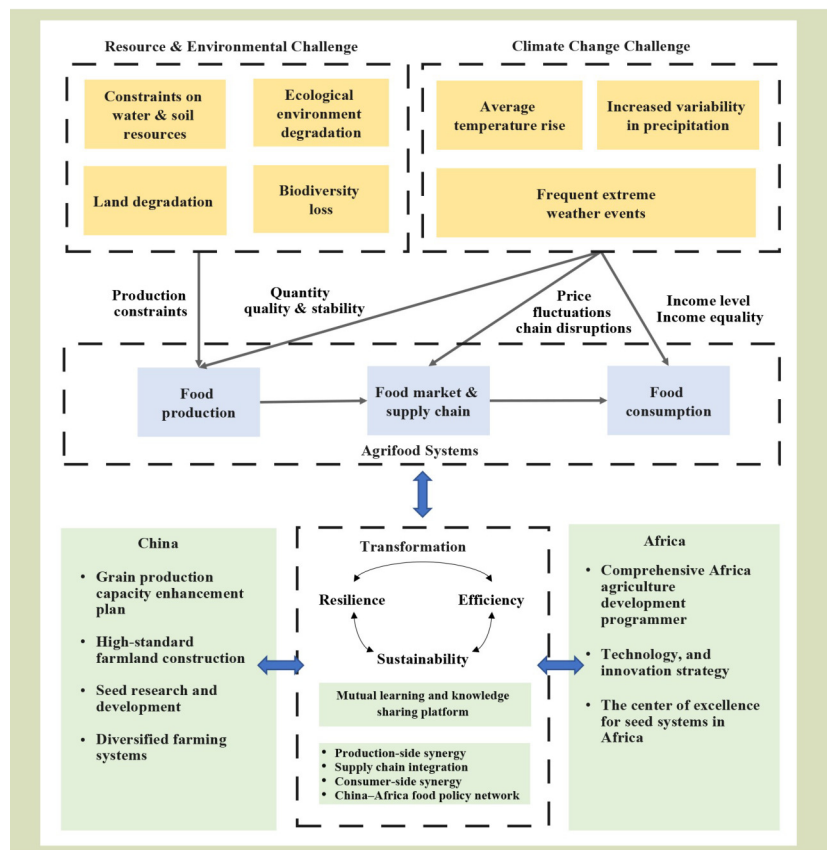 Resource & Environmental Challenge
Climate Change Challenge
Constraints on
water & soil
resources
Ecological
environment
degradation
Land degradation
Biodiversity
loss
Average
temperature rise
Increased variability
in precipitation
Frequent extreme
weather events
Production
constraints
Quantity
quality & stability
Price
fluctuations
chain disruptions
Income level
Income equality
Food
production
Food market &
supply chain
Food
consumption
Agrifood Systems
China
• Grain production
capacity enhancement
plan
• High-standard
farmland construction
• Seed research and
development
• Diversified farming
systems
Transformation
Resilience
Efficiency
Sustainability
Mutual learning and knowledge
sharing platform
• Production-side synergy
• Supply chain integration
• Consumer-side synergy
• China–Africa food policy network
Africa
• Comprehensive Africa
agriculture
development
programmer
• Technology, and
innovation strategy
• The center of excellence
for seed systems in
Africa